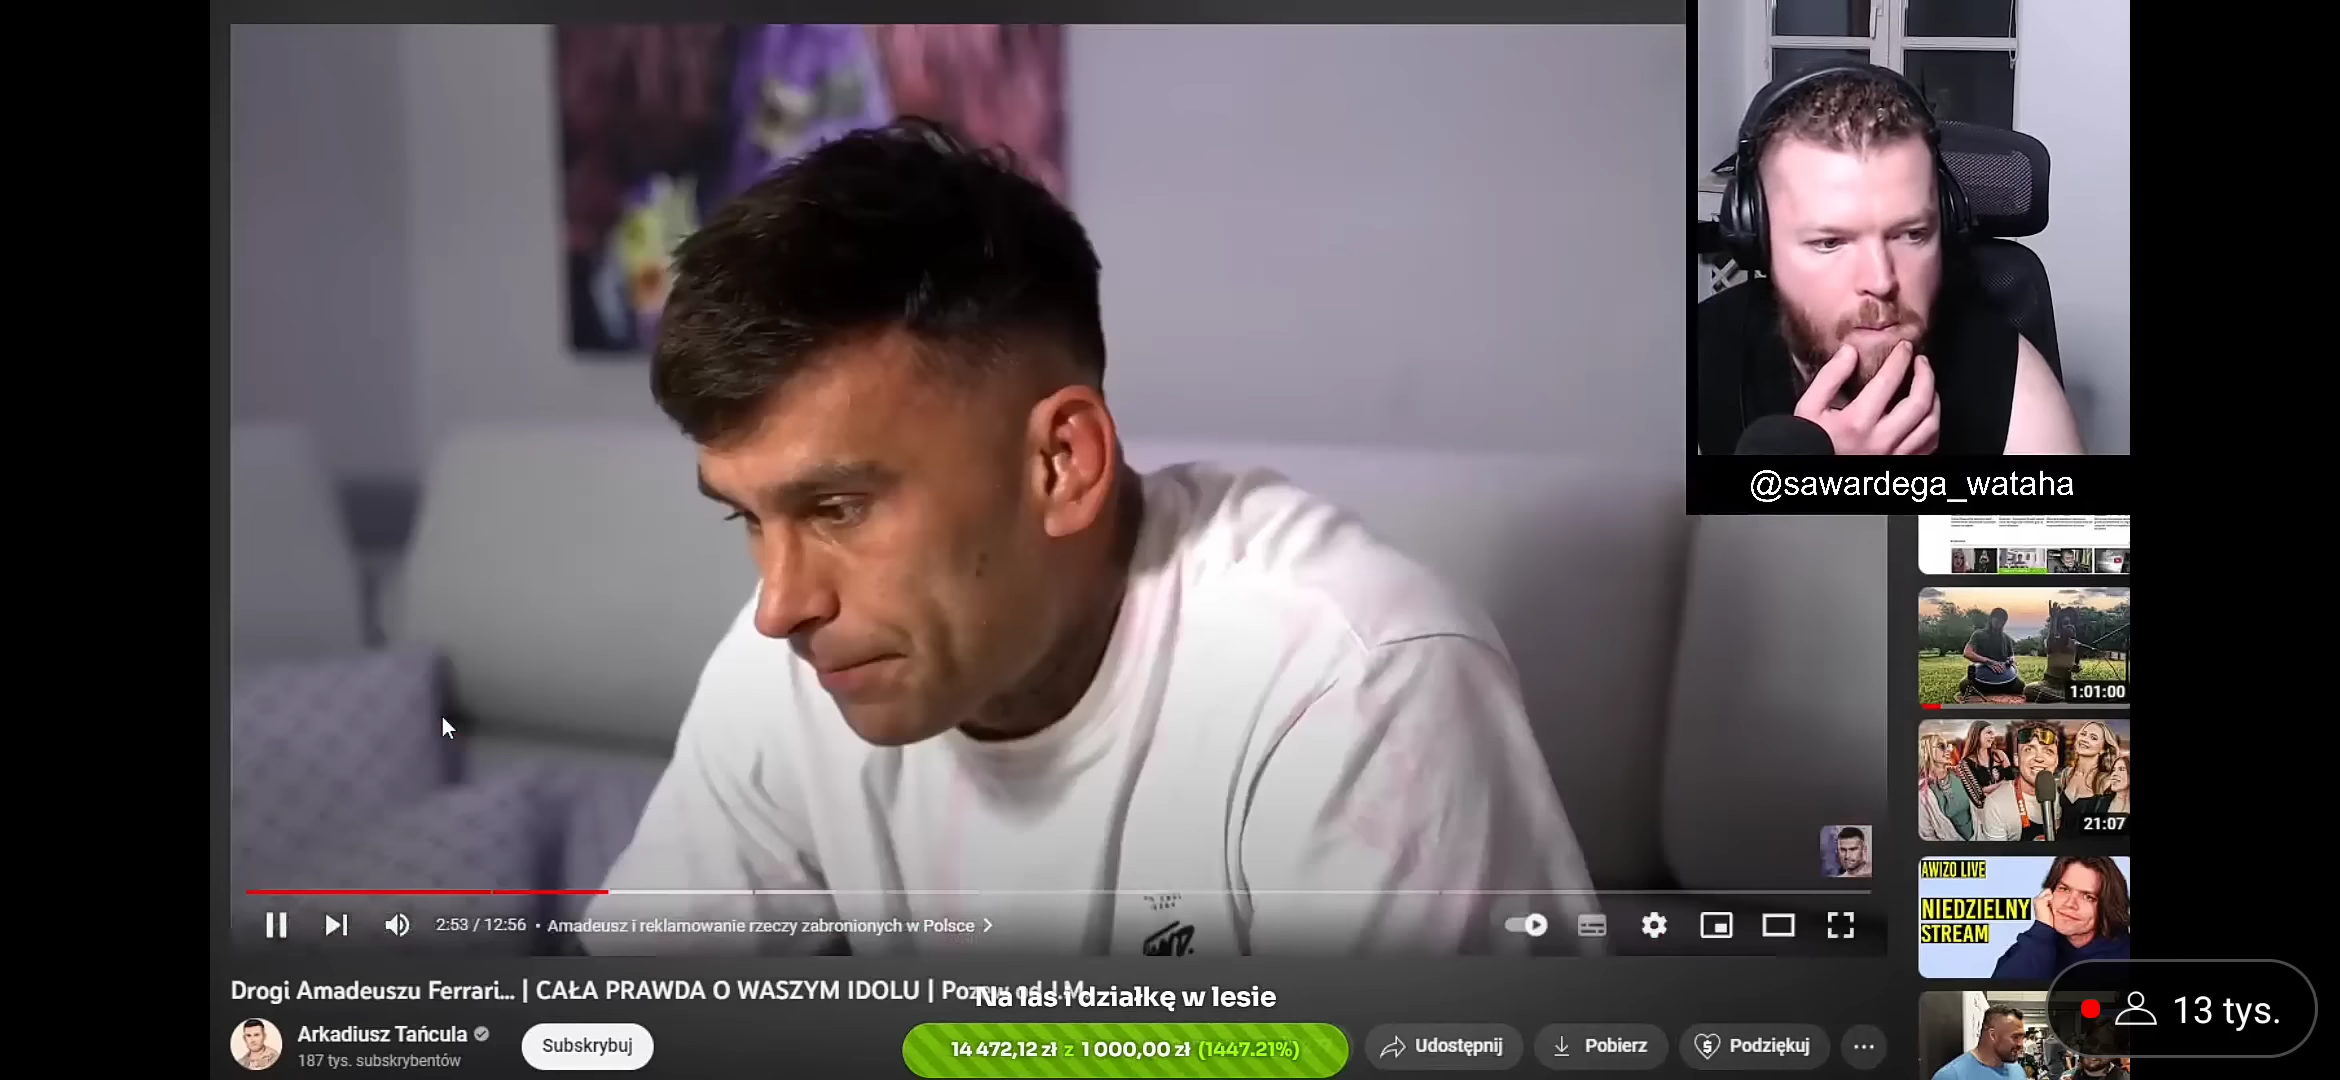 @sawardega_wataha
1:01:00
21:07
AWIZO LIVE
NIEDZIELNY
STREAM
2:53 / 12:56 • Amadeusz i reklamowanie rzeczy zabronionych w Polsce
Drogi Amadeuszu Ferrari... | CAŁA PRAWDA O WASZYM IDOLU |
Na las i działkę w lesie
Arkadiusz Tańcula
187 tys. subskrybentów
Subskrybuj
14 472,12 zł z 1 000,00 zł (1447.21%)
Udostępnij
Pobierz
Podziękuj
13 tys.